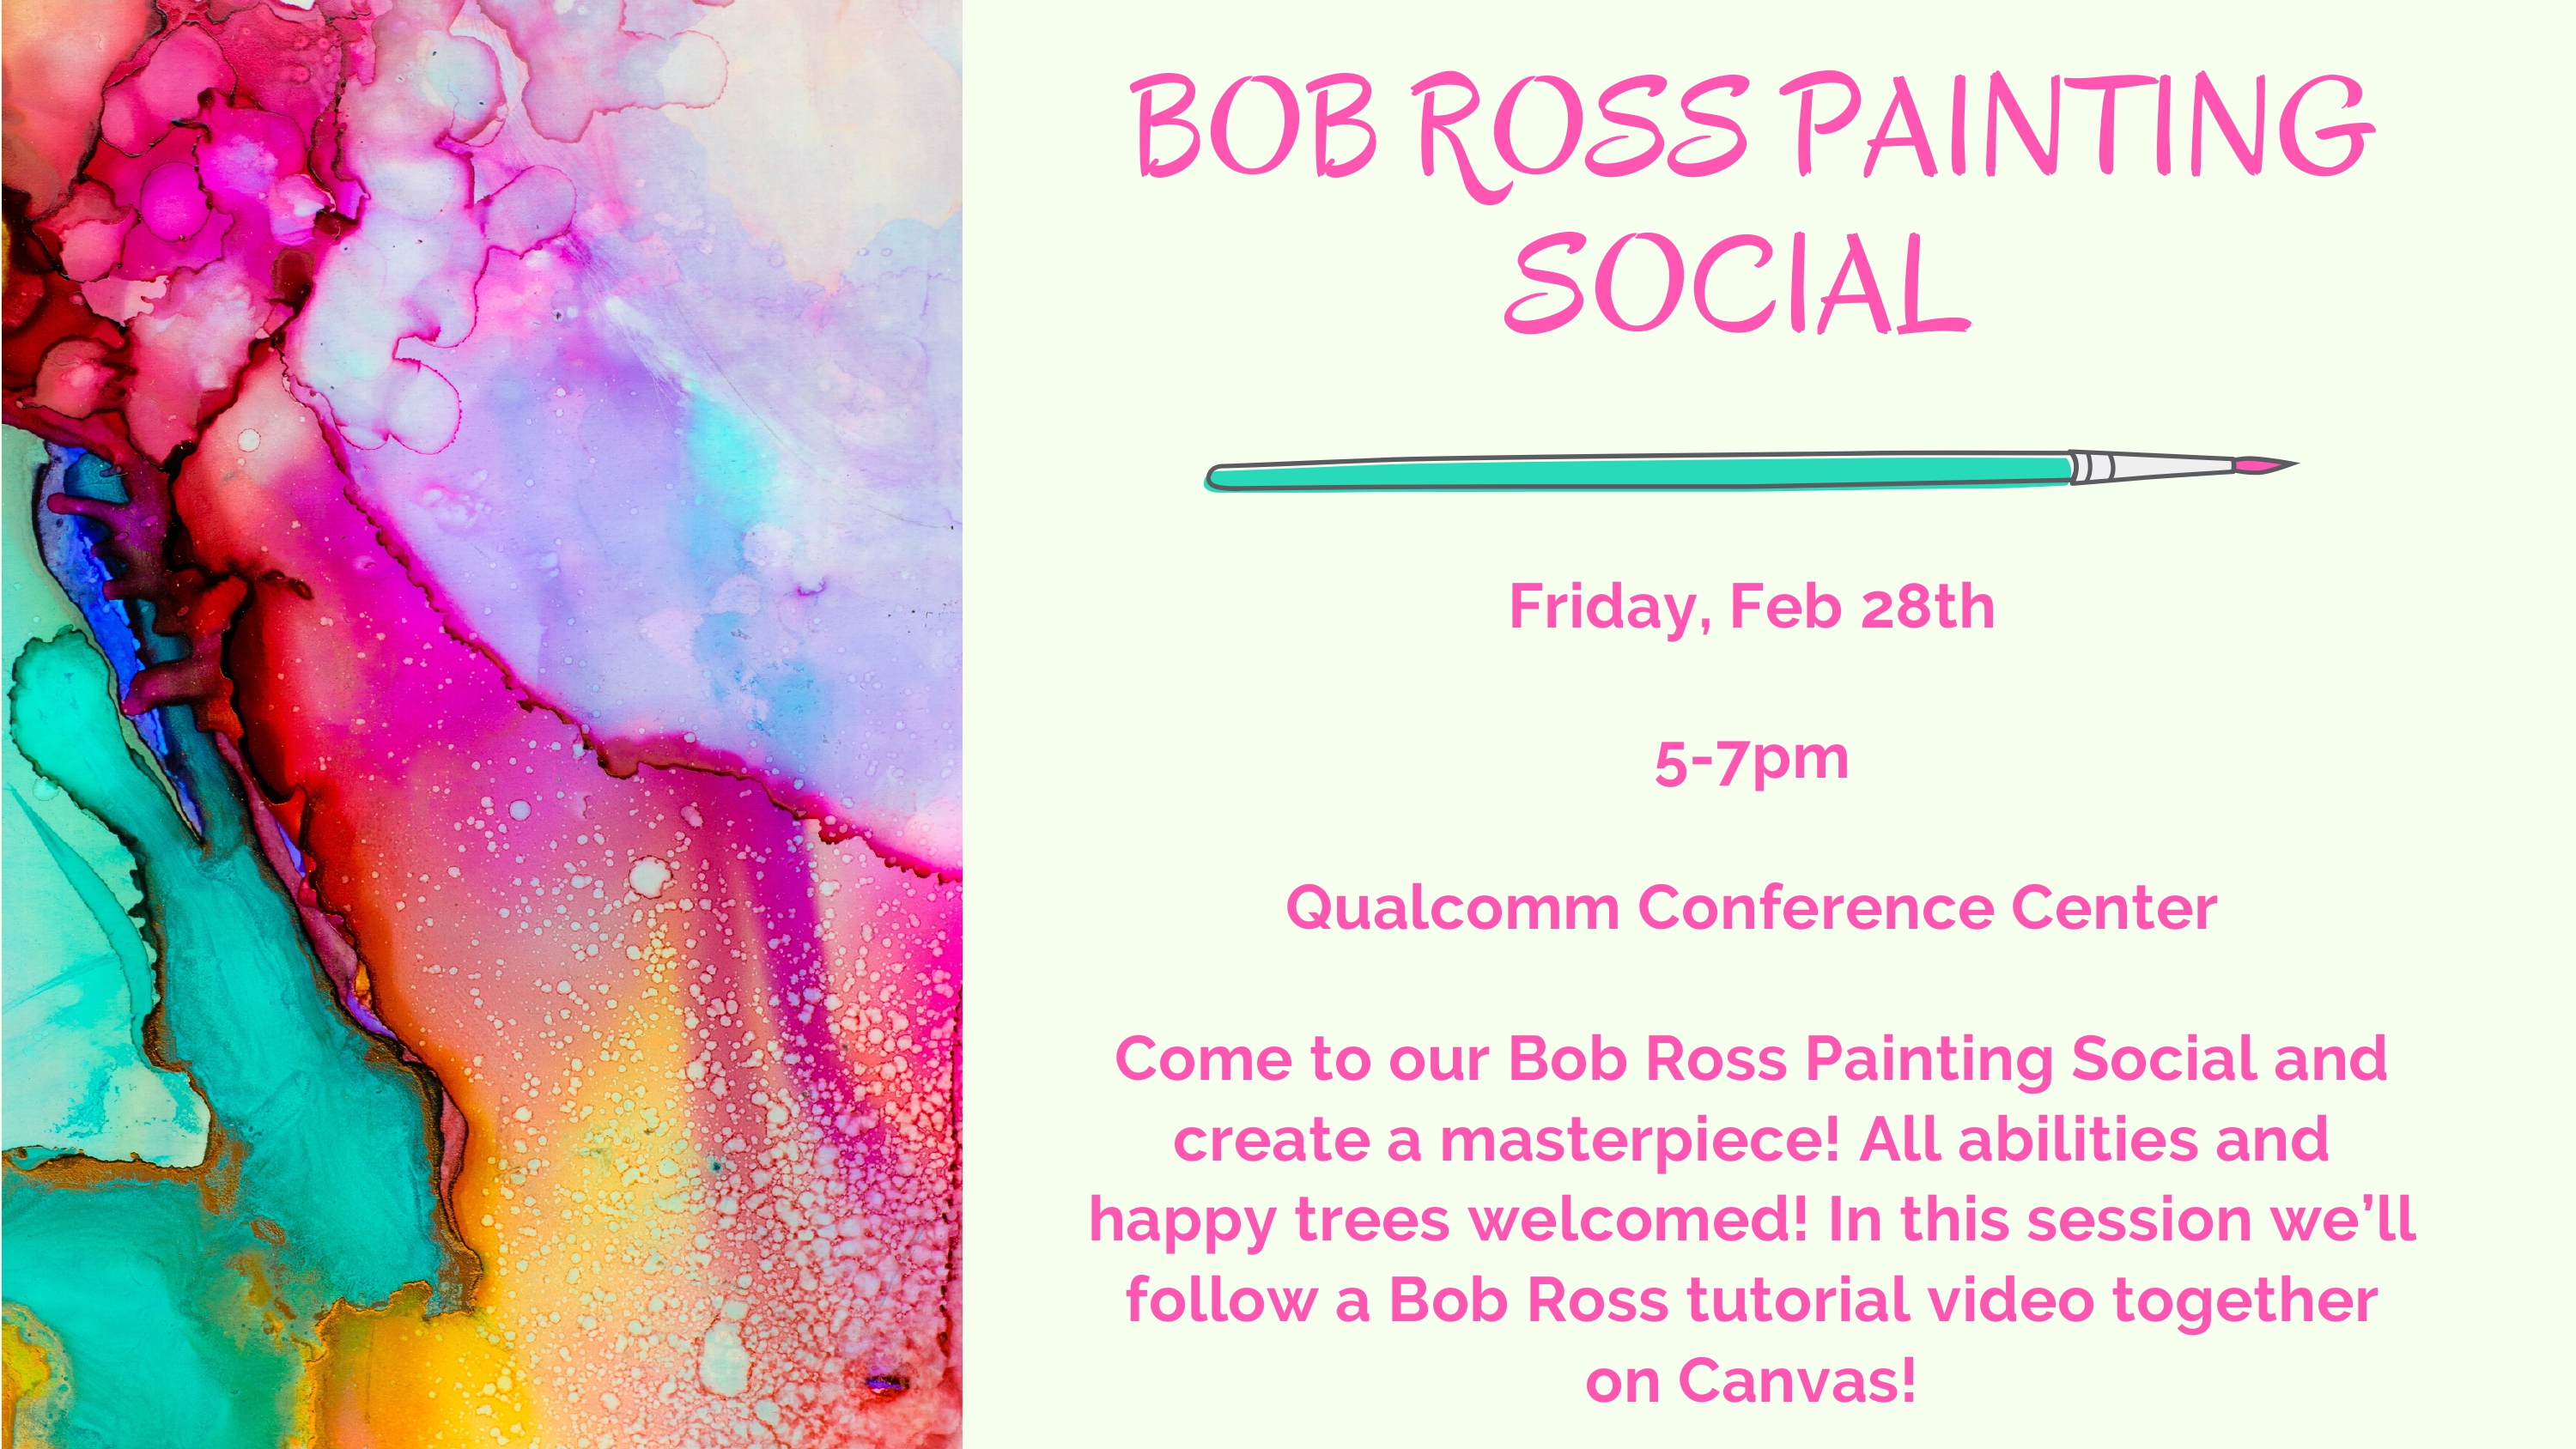 BOB ROSS PAINTING
SOCIAL
Friday, Feb 28th
5-7pm
Qualcomm Conference Center
Come to our Bob Ross Painting Social and
create a masterpiece! All abilities and
happy trees welcomed! In this session we’ll
follow a Bob Ross tutorial video together
on Canvas!